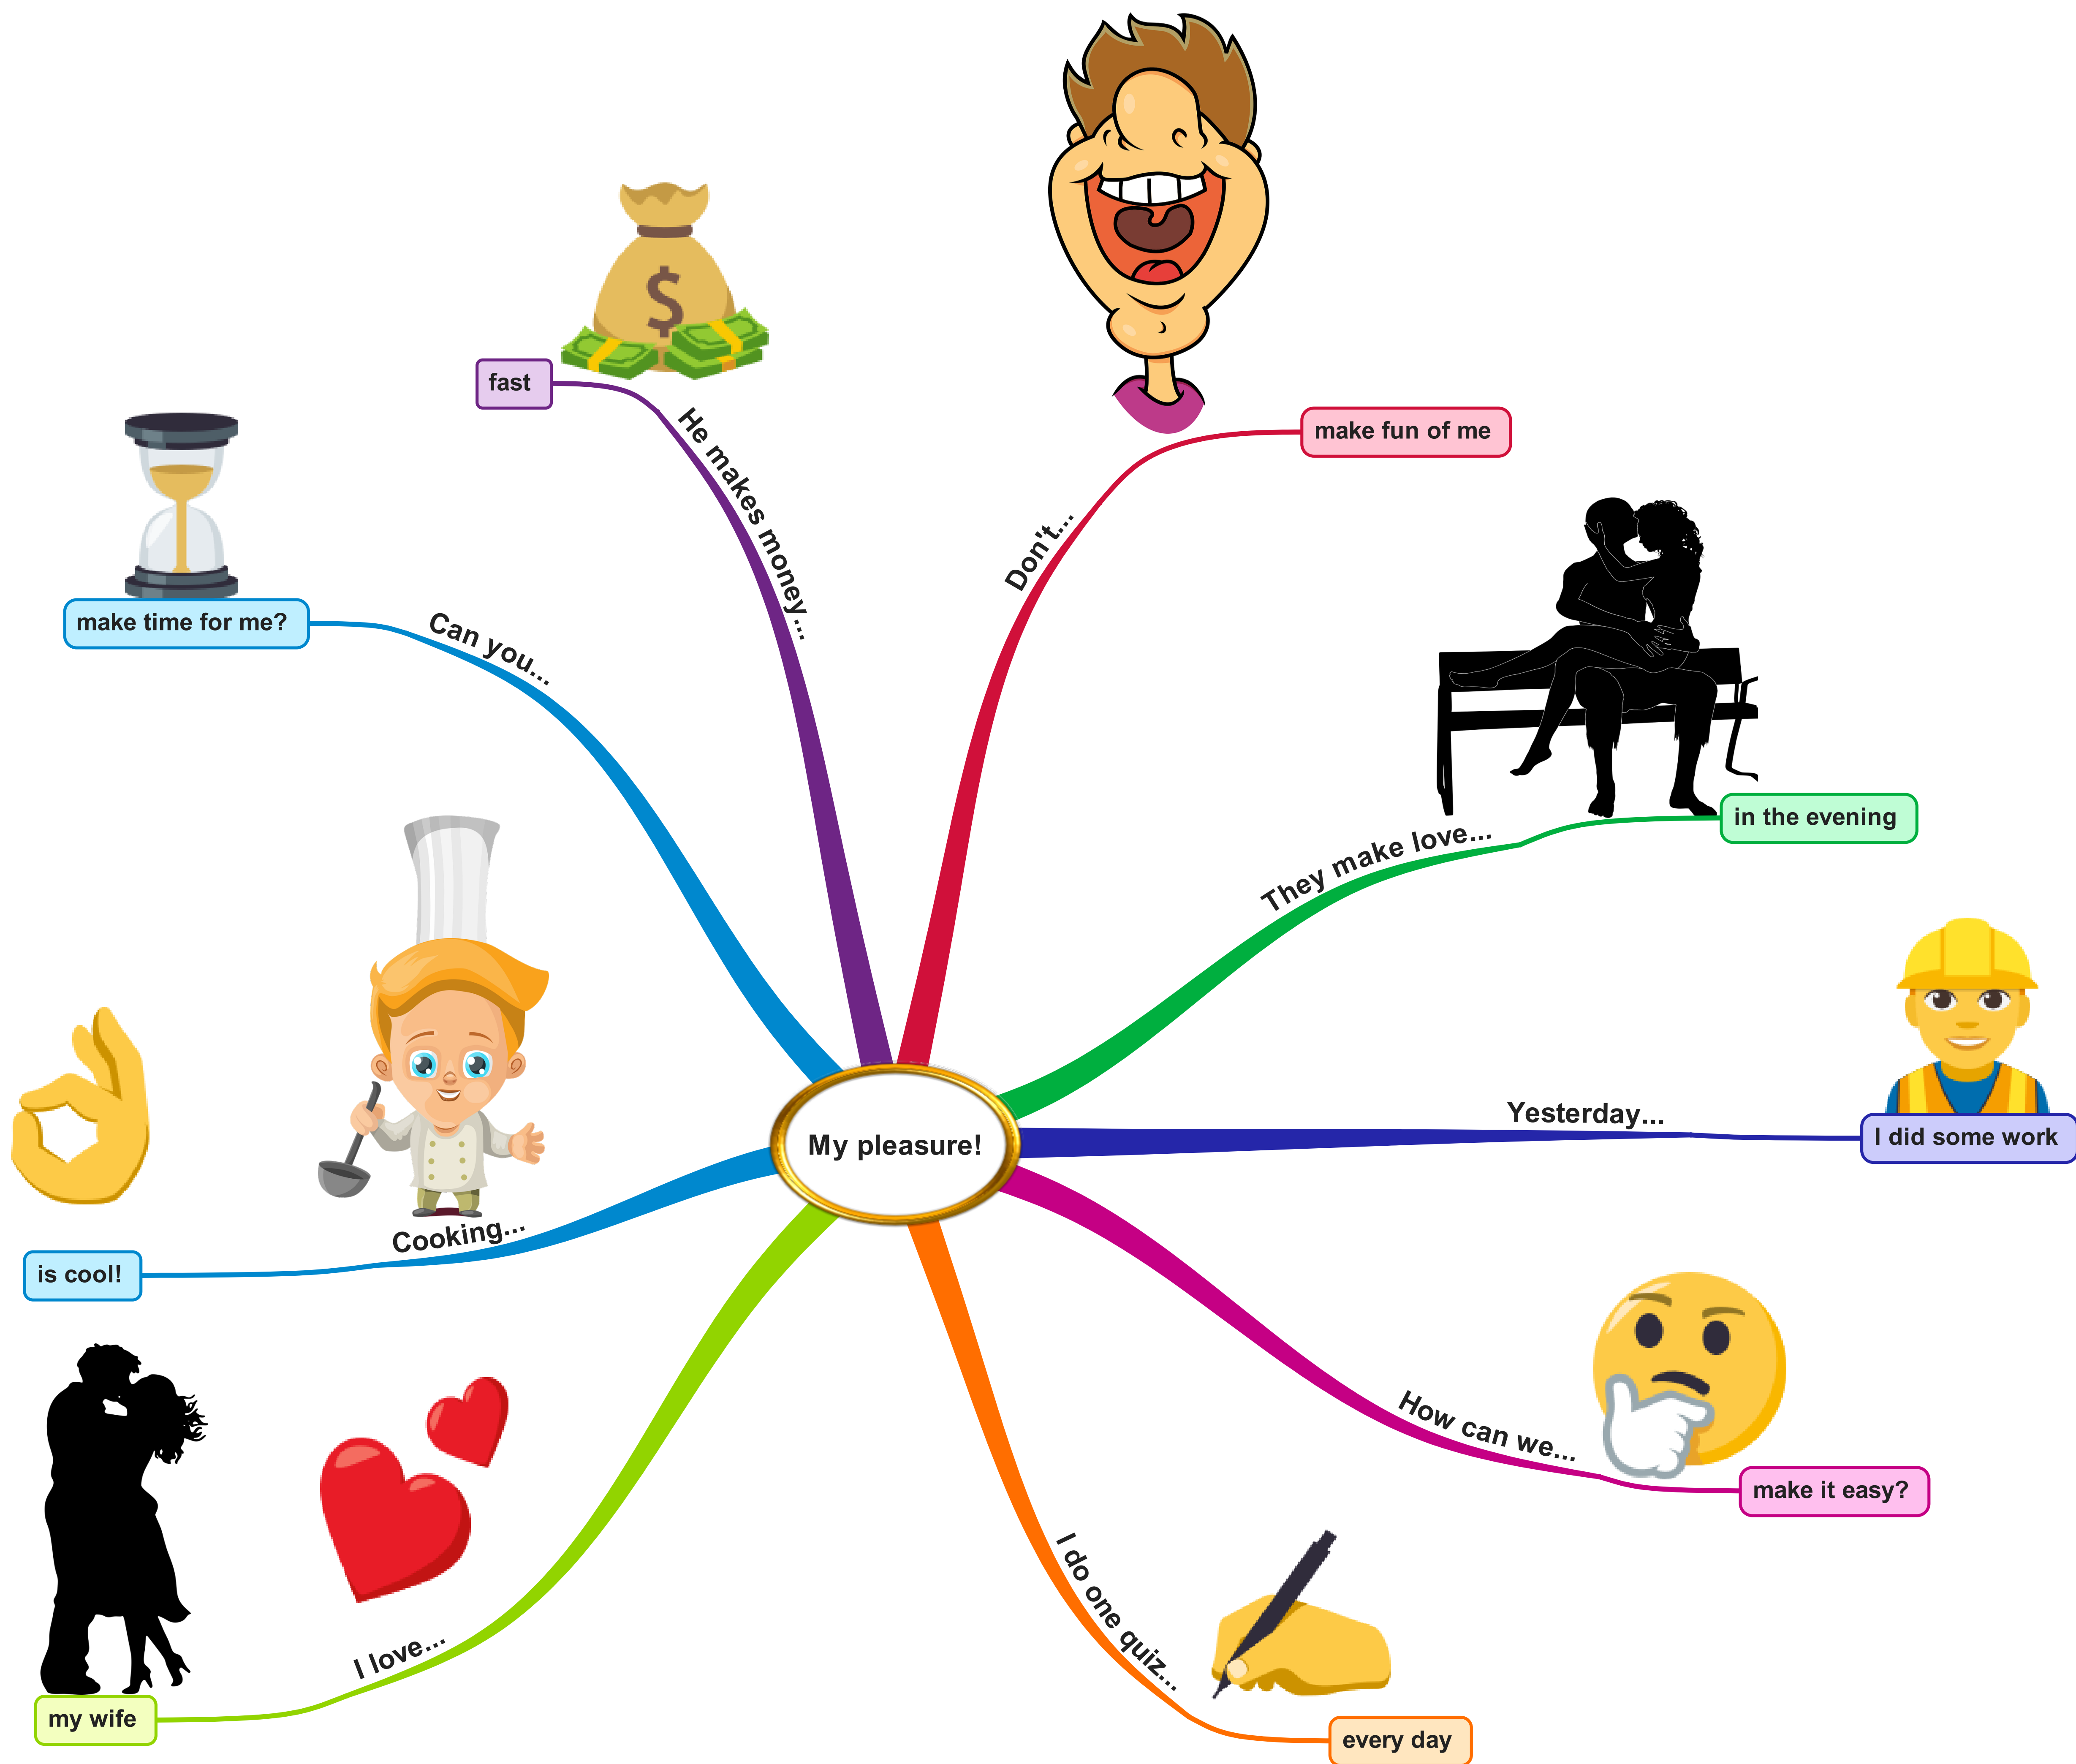 My pleasure!
Don't...
make fun of me
They make love...
in the evening
Yesterday...
I did some work
How can we...
make it easy?
I do one quiz...
every day
I love...
my wife
Cooking...
is cool!
Can you...
make time for me?
He makes money...
fast
$